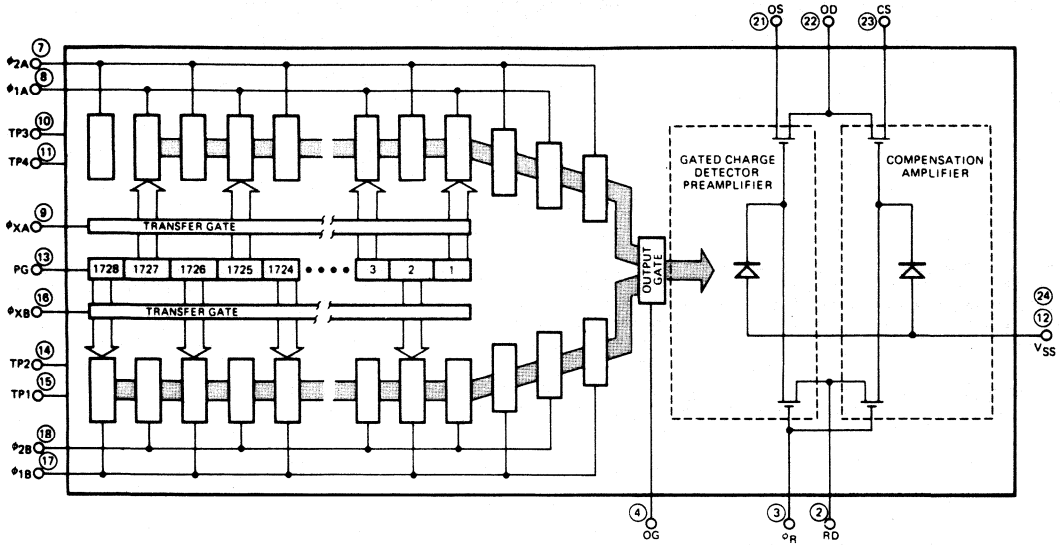 OS OD CS
21 22 23
7
ϕ2A
8
ϕ1A
10
TP3
11
TP4
9
ϕXA
TRANSFER GATE
13
PG
1728 1727 1726 1725 1724 3 2 1
16
ϕXB
TRANSFER GATE
14
TP2
15
TP1
18
ϕ2B
17
ϕ1B
OUTPUT
GATE
GATED CHARGE
DETECTOR
PREAMPLIFIER
COMPENSATION
AMPLIFIER
24
12
VSS
4 3 2
OG ϕR RD